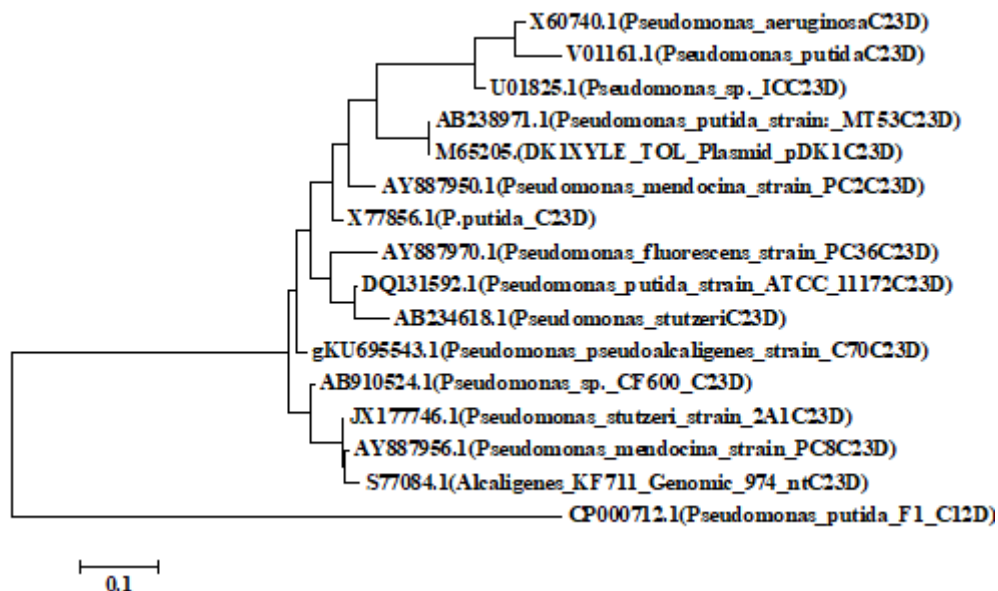 X60740.1(Pseudomonas_aeruginosaC23D)
V01161.1(Pseudomonas_putidaC23D)
U01825.1(Pseudomonas_sp._ICC23D)
AB238971.1(Pseudomonas_putida_strain:_MT53C23D)
M65205.(DK1XYLE_TOL_Plasmid_pDK1C23D)
AY887950.1(Pseudomonas_mendocina_strain_PC2C23D)
X77856.1(P.putida_C23D)
AY887970.1(Pseudomonas_fluorescens_strain_PC36C23D)
DQ131592.1(Pseudomonas_putida_strain_ATCC_11172C23D)
AB234618.1(Pseudomonas_stutzeriC23D)
gKU695543.1(Pseudomonas_pseudoalcaligenes_strain_C70C23D)
AB910524.1(Pseudomonas_sp._CF600_C23D)
JX177746.1(Pseudomonas_stutzeri_strain_2A1C23D)
AY887956.1(Pseudomonas_mendocina_strain_PC8C23D)
S77084.1(Alcaligenes_KF711_Genomic_974_ntC23D)
CP000712.1(Pseudomonas_putida_F1_C12D)
0.1